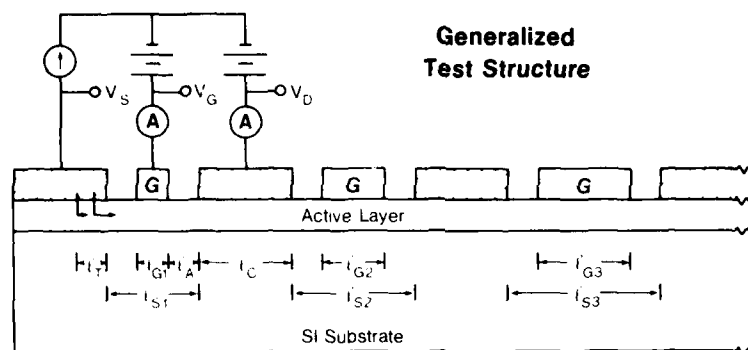 Generalized
Test Structure
V_S
V_G
V_D
A
A
G
G
G
Active Layer
ℓ_T
ℓ_G1
ℓ_A
ℓ_C
ℓ_G2
ℓ_G3
ℓ_S1
ℓ_S2
ℓ_S3
SI Substrate